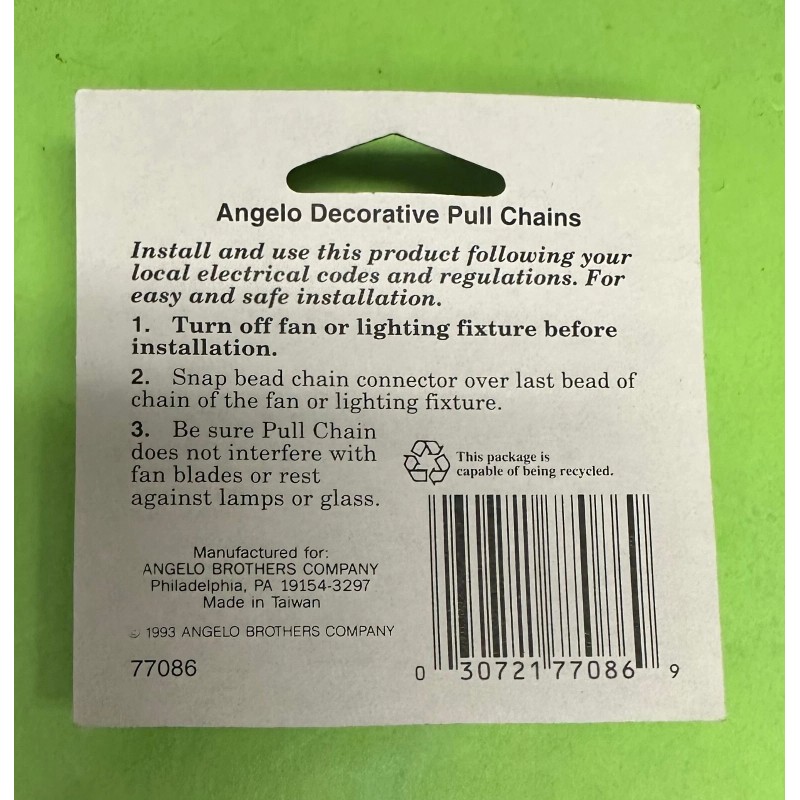 Angelo Decorative Pull Chains
Install and use this product following your
local electrical codes and regulations. For
easy and safe installation.
1. Turn off fan or lighting fixture before
installation.
2. Snap bead chain connector over last bead of
chain of the fan or lighting fixture.
3. Be sure Pull Chain
does not interfere with
fan blades or rest
against lamps or glass.
This package is
capable of being recycled.
Manufactured for:
ANGELO BROTHERS COMPANY
Philadelphia, PA 19154-3297
Made in Taiwan
© 1993 ANGELO BROTHERS COMPANY
77086
0 30721 77086 9